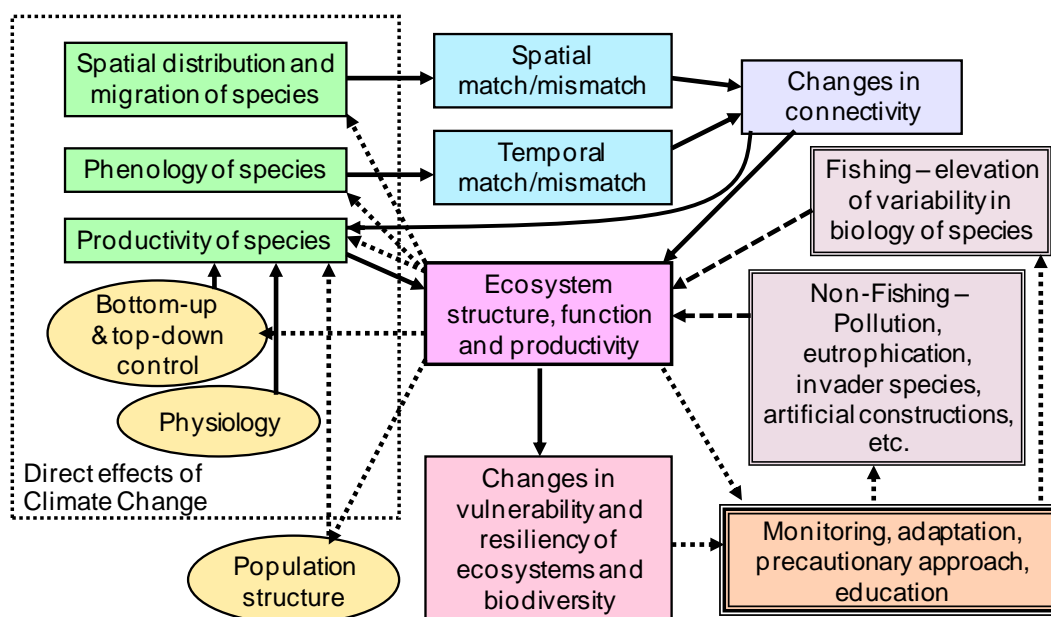 Spatial distribution and
migration of species
Spatial
match/mismatch
Changes in
connectivity
Phenology of species
Temporal
match/mismatch
Fishing – elevation
of variability in
biology of species
Productivity of species
Bottom-up
& top-down
control
Ecosystem
structure, function
and productivity
Non-Fishing –
Pollution,
eutrophication,
invader species,
artificial constructions,
etc.
Physiology
Direct effects of
Climate Change
Changes in
vulnerability and
resiliency of
ecosystems and
biodiversity
Monitoring, adaptation,
precautionary approach,
education
Population
structure